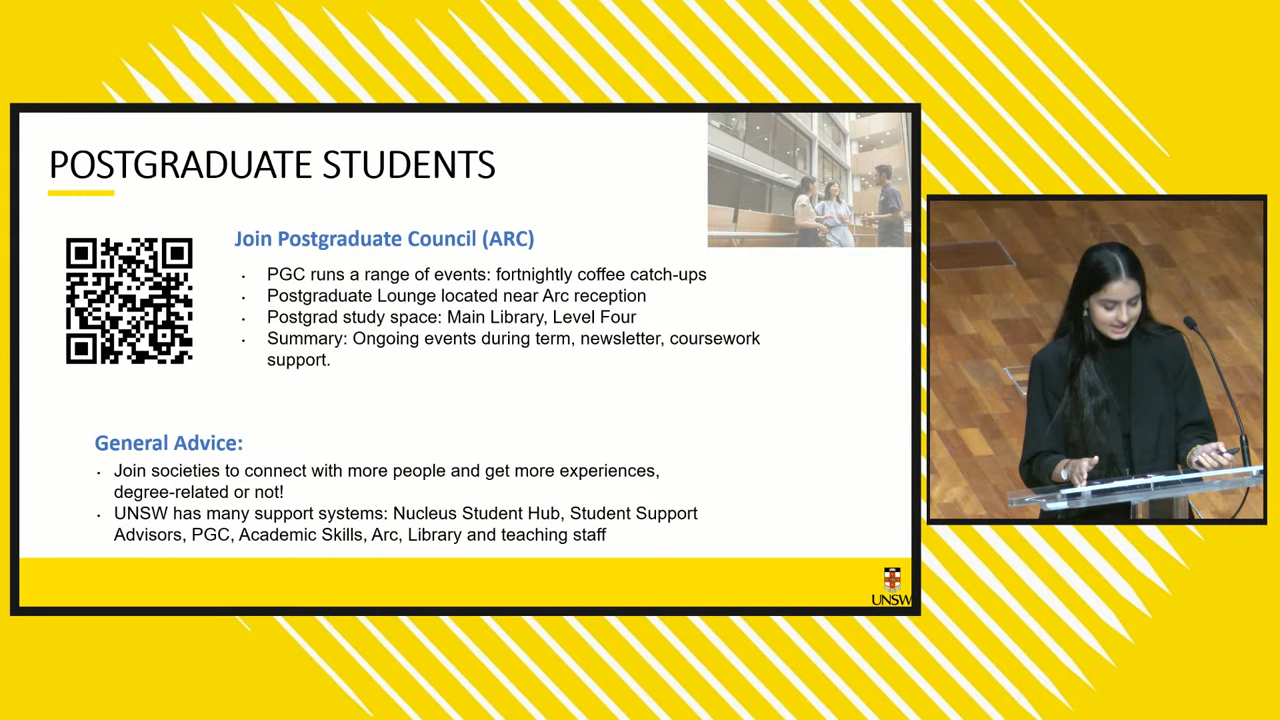 POSTGRADUATE STUDENTS
Join Postgraduate Council (ARC)
PGC runs a range of events: fortnightly coffee catch-ups
Postgraduate Lounge located near Arc reception
Postgrad study space: Main Library, Level Four
Summary: Ongoing events during term, newsletter, coursework
support.
General Advice:
Join societies to connect with more people and get more experiences,
degree-related or not!
UNSW has many support systems: Nucleus Student Hub, Student Support
Advisors, PGC, Academic Skills, Arc, Library and teaching staff
UNSW